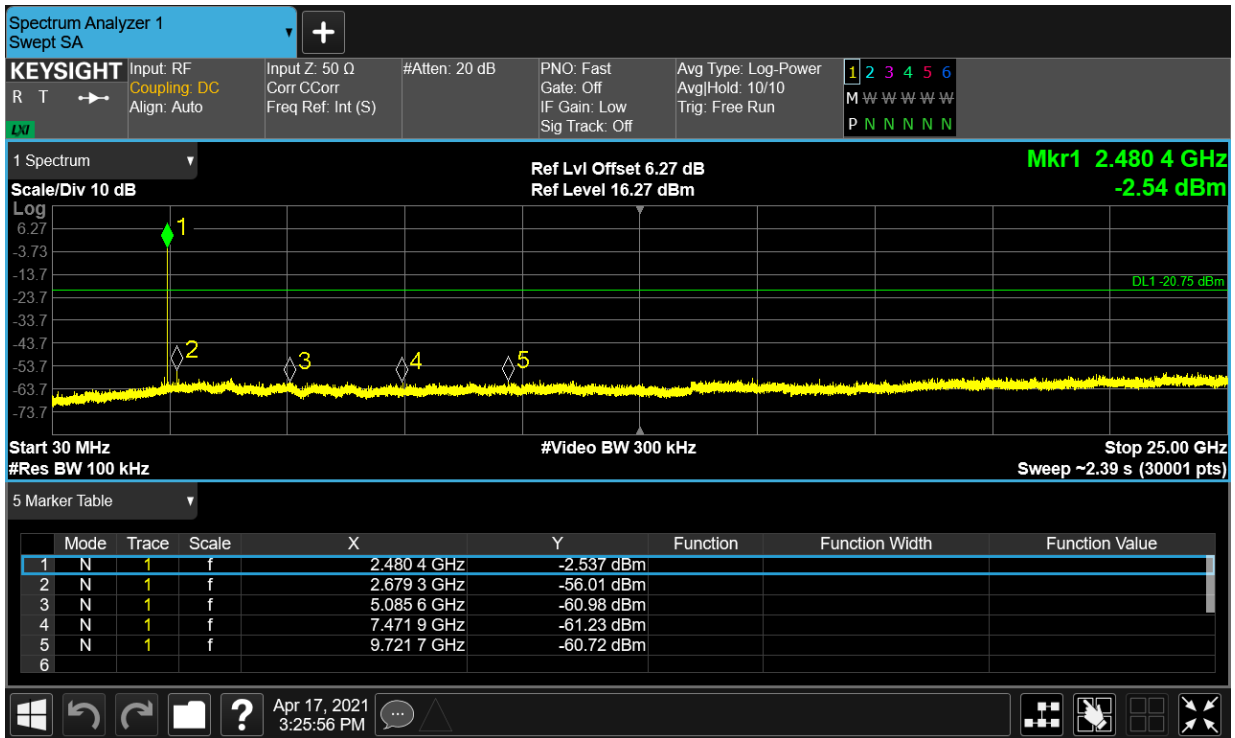 Spectrum Analyzer 1
Swept SA
KEYSIGHT
R T
LXI
Input: RF
Coupling: DC
Align: Auto
Input Z: 50 Ω
Corr CCorr
Freq Ref: Int (S)
#Atten: 20 dB
PNO: Fast
Gate: Off
IF Gain: Low
Sig Track: Off
Avg Type: Log-Power
Avg|Hold: 10/10
Trig: Free Run
1 2 3 4 5 6
M W W W W W
P N N N N N
1 Spectrum
Scale/Div 10 dB
Ref Lvl Offset 6.27 dB
Ref Level 16.27 dBm
Mkr1 2.480 4 GHz
-2.54 dBm
Log
6.27
-3.73
-13.7
-23.7
-33.7
-43.7
-53.7
-63.7
-73.7
1
2
3
4
5
DL1 -20.75 dBm
Start 30 MHz
#Video BW 300 kHz
Stop 25.00 GHz
#Res BW 100 kHz
Sweep ~2.39 s (30001 pts)
5 Marker Table
Mode Trace Scale X Y Function Function Width Function Value
1 N 1 f 2.480 4 GHz -2.537 dBm
2 N 1 f 2.679 3 GHz -56.01 dBm
3 N 1 f 5.085 6 GHz -60.98 dBm
4 N 1 f 7.471 9 GHz -61.23 dBm
5 N 1 f 9.721 7 GHz -60.72 dBm
6
?
Apr 17, 2021
3:25:56 PM